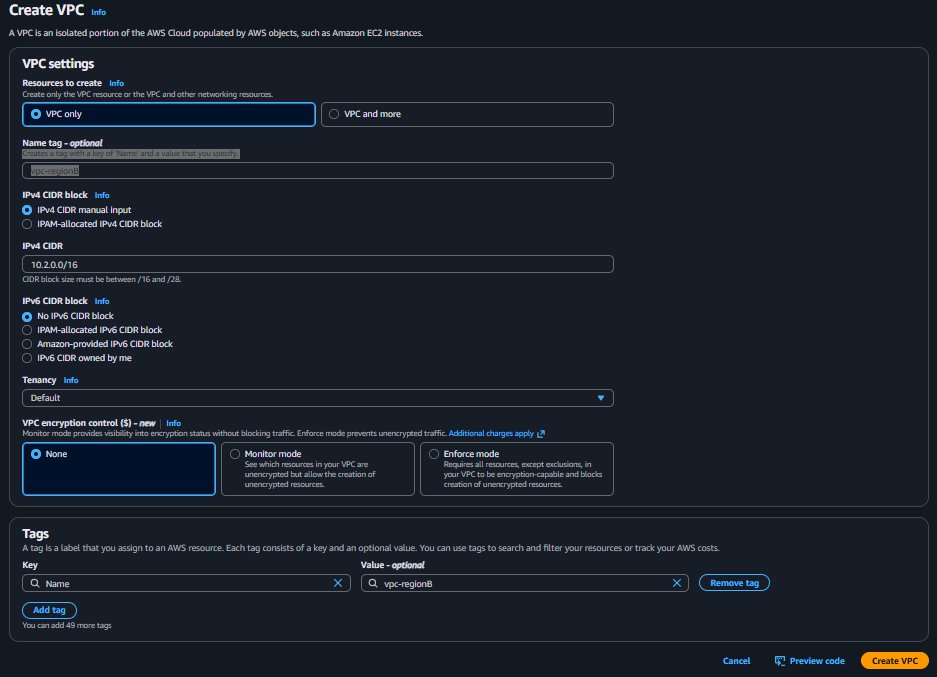 Create VPC Info
A VPC is an isolated portion of the AWS Cloud populated by AWS objects, such as Amazon EC2 instances.
VPC settings
Resources to create Info
Create only the VPC resource or the VPC and other networking resources.
VPC only
VPC and more
Name tag - optional
Creates a tag with a key of 'Name' and a value that you specify.
vpc-regionB
IPv4 CIDR block Info
IPv4 CIDR manual input
IPAM-allocated IPv4 CIDR block
IPv4 CIDR
10.2.0.0/16
CIDR block size must be between /16 and /28.
IPv6 CIDR block Info
No IPv6 CIDR block
IPAM-allocated IPv6 CIDR block
Amazon-provided IPv6 CIDR block
IPv6 CIDR owned by me
Tenancy Info
Default
VPC encryption control ($) - new | Info
Monitor mode provides visibility into encryption status without blocking traffic. Enforce mode prevents unencrypted traffic. Additional charges apply
None
Monitor mode
See which resources in your VPC are
unencrypted but allow the creation of
unencrypted resources.
Enforce mode
Requires all resources, except exclusions, in
your VPC to be encryption-capable and blocks
creation of unencrypted resources.
Tags
A tag is a label that you assign to an AWS resource. Each tag consists of a key and an optional value. You can use tags to search and filter your resources or track your AWS costs.
Key
Name
Value - optional
vpc-regionB
Remove tag
Add tag
You can add 49 more tags
Cancel
Preview code
Create VPC